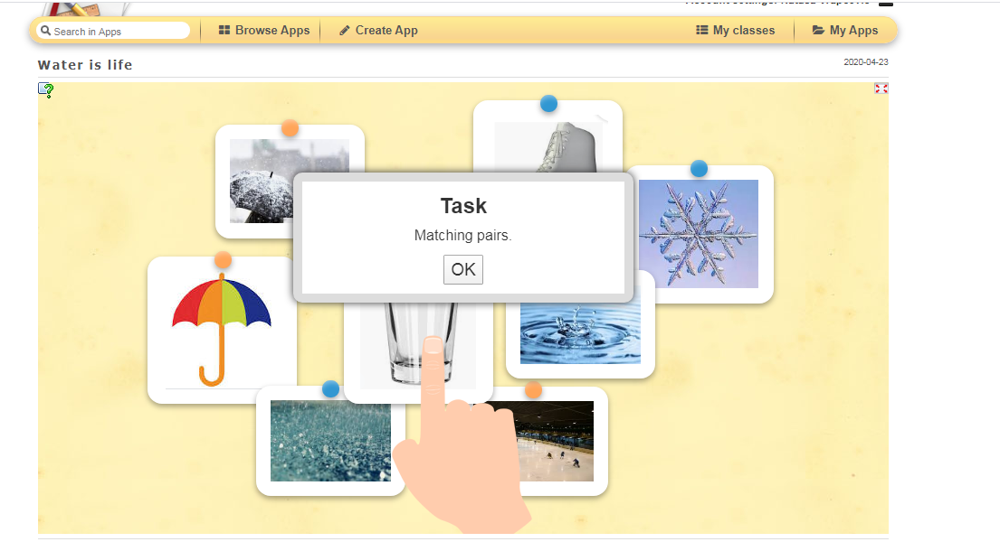 Search in Apps
Browse Apps
Create App
My classes
My Apps
Water is life
2020-04-23
Task
Matching pairs.
OK